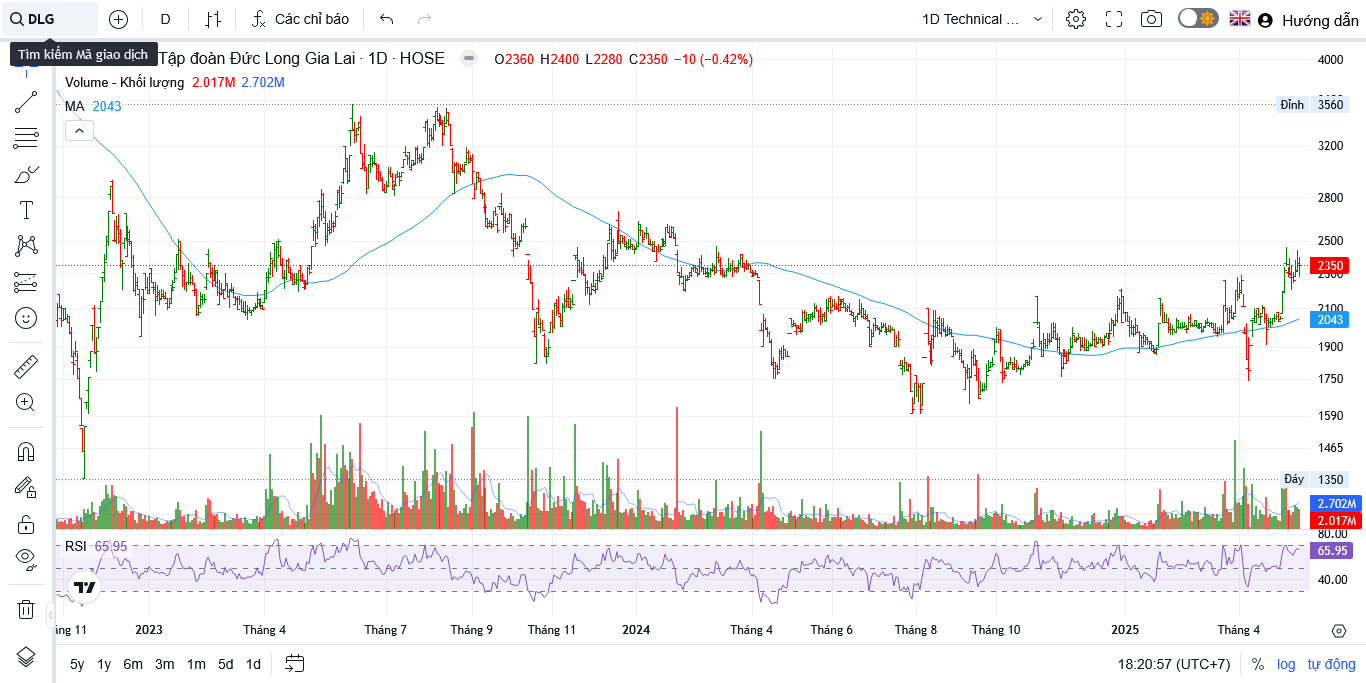 DLG
D
Các chỉ báo
1D Technical ...
Hướng dẫn
Tìm kiếm Mã giao dịch
Tập đoàn Đức Long Gia Lai · 1D · HOSE
O2360 H2400 L2280 C2350 −10 (−0.42%)
Volume - Khối lượng 2.017M 2.702M
MA 2043
4000
Đỉnh 3560
3200
2800
2500
2350
2300
2100
2043
1900
1750
1590
1465
Đáy 1350
2.702M
2.017M
80.00
RSI 65.95
65.95
40.00
ng 11 2023 Tháng 4 Tháng 7 Tháng 9 Tháng 11 2024 Tháng 4 Tháng 6 Tháng 8 Tháng 10 2025 Tháng 4
5y 1y 6m 3m 1m 5d 1d
18:20:57 (UTC+7) % log tự động